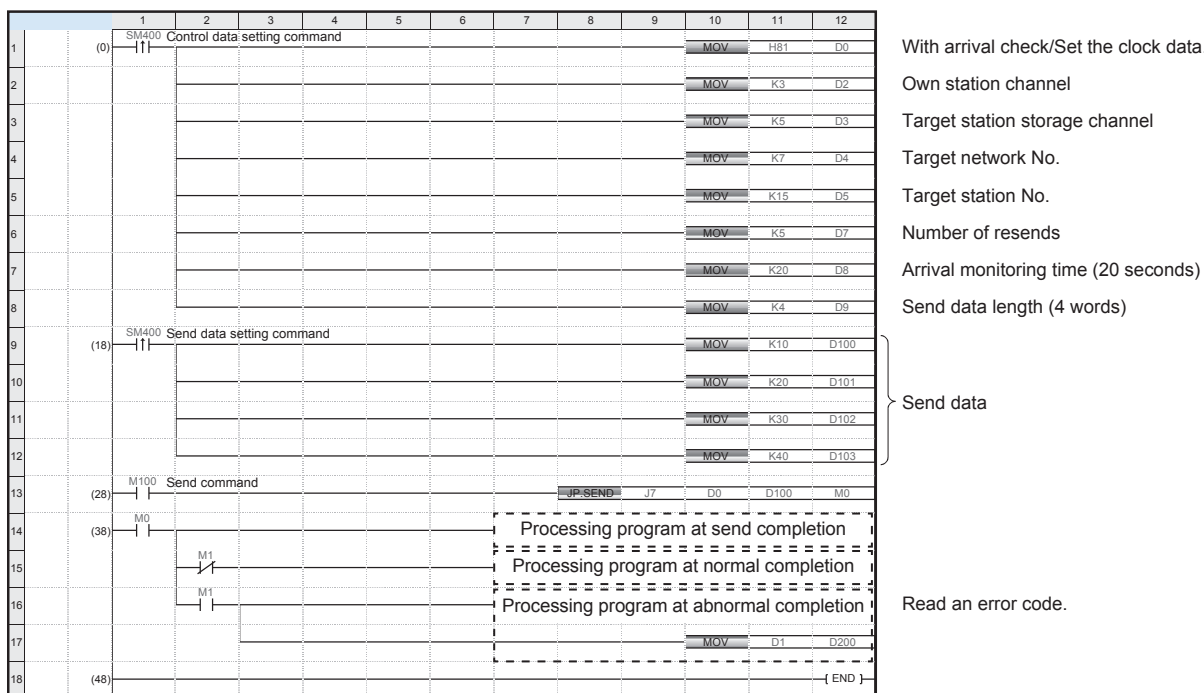 1 2 3 4 5 6 7 8 9 10 11 12
1 (0) SM400 Control data setting command MOV H81 D0 With arrival check/Set the clock data
2 MOV K3 D2 Own station channel
3 MOV K5 D3 Target station storage channel
4 MOV K7 D4 Target network No.
5 MOV K15 D5 Target station No.
6 MOV K5 D7 Number of resends
7 MOV K20 D8 Arrival monitoring time (20 seconds)
8 MOV K4 D9 Send data length (4 words)
9 (18) SM400 Send data setting command MOV K10 D100
10 MOV K20 D101
Send data
11 MOV K30 D102
12 MOV K40 D103
13 (28) M100 Send command JP.SEND J7 D0 D100 M0
14 (38) M0 Processing program at send completion
15 M1 Processing program at normal completion
16 M1 Processing program at abnormal completion Read an error code.
17 MOV D1 D200
18 (48) END